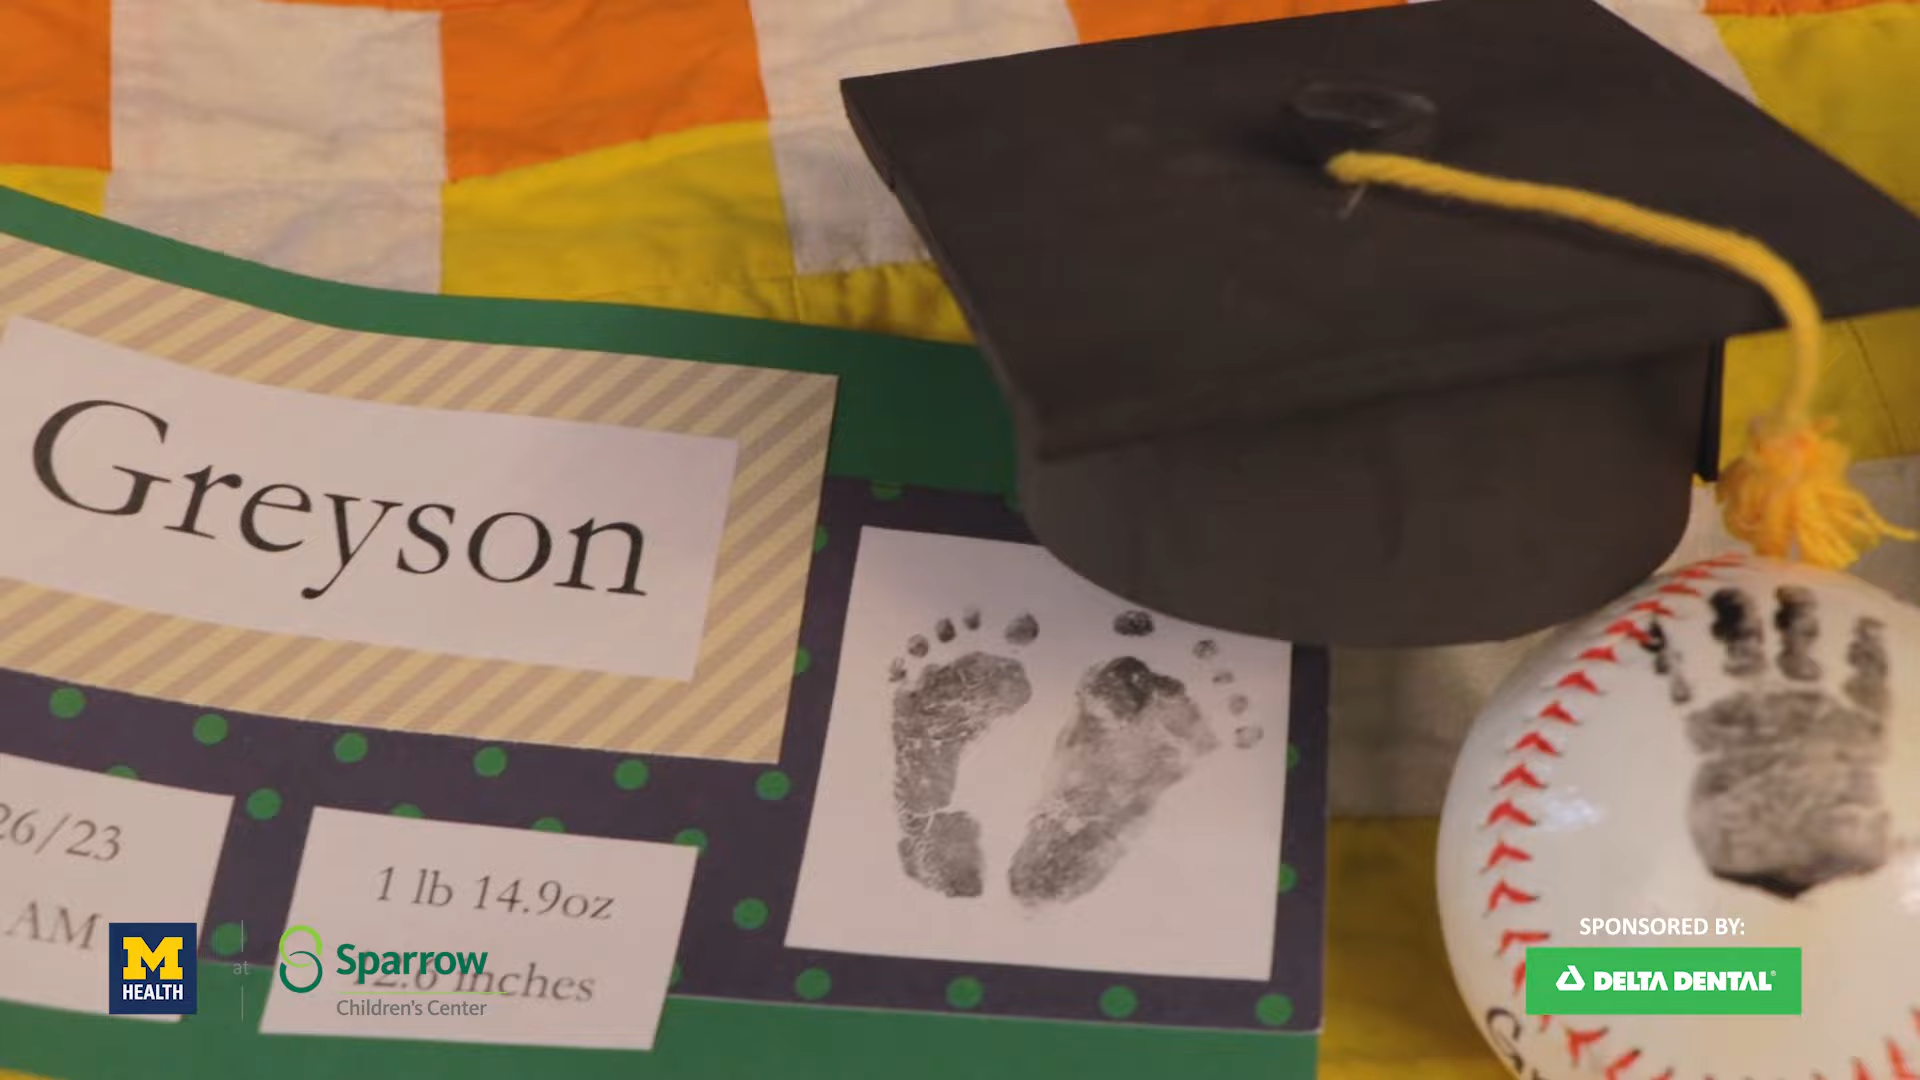 Greyson
26/23
AM
1 lb 14.9oz
inches
M
HEALTH
at
Sparrow
Children's Center
SPONSORED BY:
DELTA DENTAL